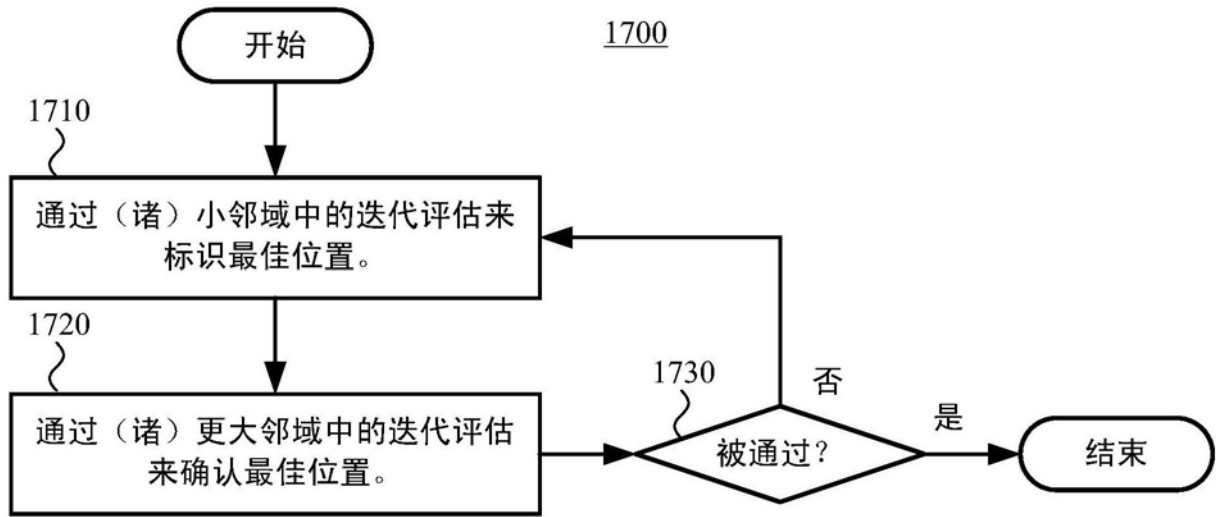 开始
1700
1710
通过（诸）小邻域中的迭代评估来
标识最佳位置。
1720
通过（诸）更大邻域中的迭代评估
来确认最佳位置。
1730
被通过？
否
是
结束